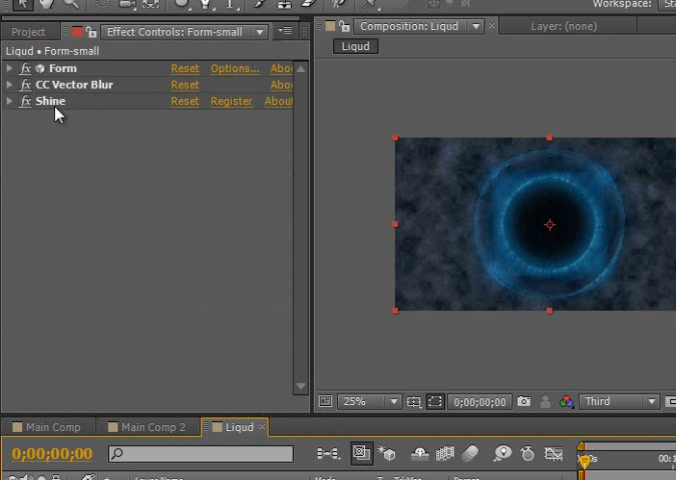 Workspace:
Project
Effect Controls: Form-small
Composition: Liqud
Layer: (none)
Liqud • Form-small
Liqud
fx Form Reset Options... Abou
fx CC Vector Blur Reset Abou
fx Shine Reset Register About
25%
0;00;00;00
Third
Main Comp
Main Comp 2
Liqud
0;00;00;00